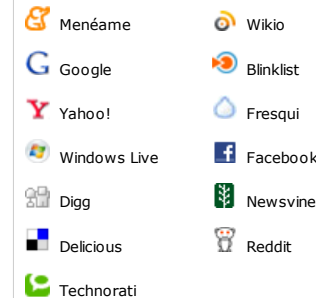 Menéame
Wikio
Google
Blinklist
Yahoo!
Fresqui
Windows Live
Facebook
Digg
Newsvine
Delicious
Reddit
Technorati